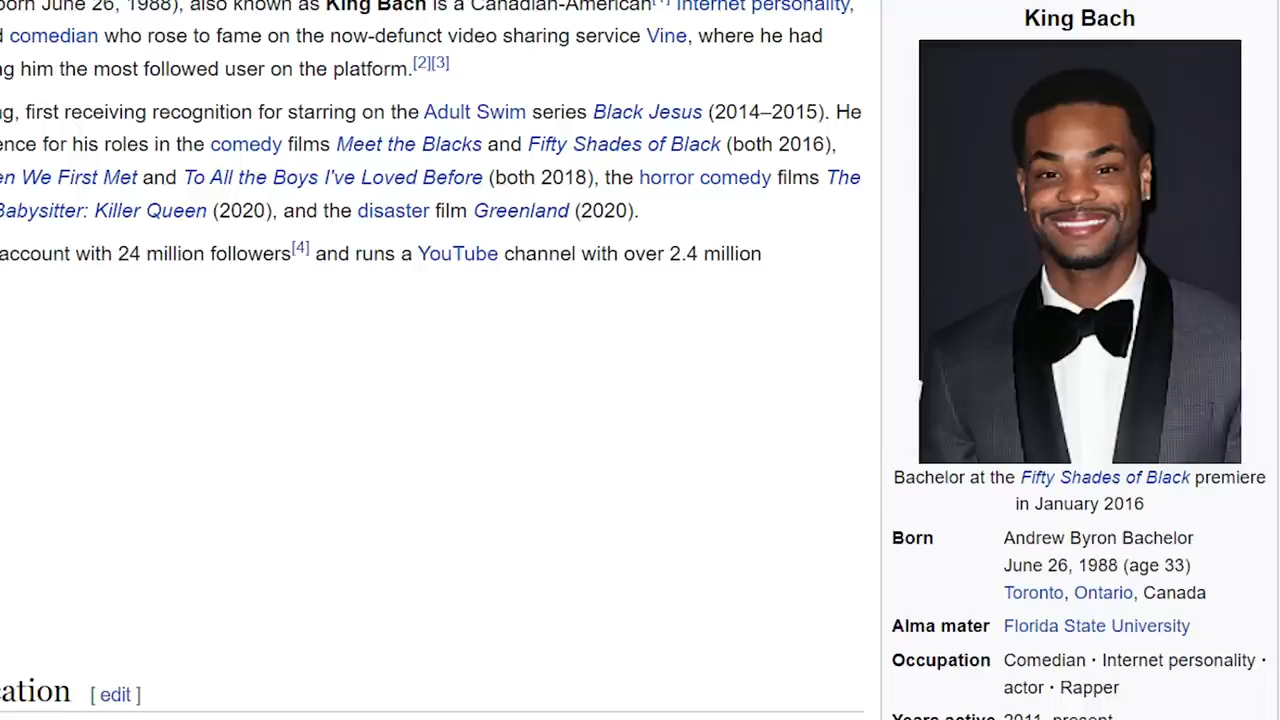 born June 26, 1988), also known as King Bach is a Canadian-American Internet personality,
comedian who rose to fame on the now-defunct video sharing service Vine, where he had
him the most followed user on the platform.[2][3]
first receiving recognition for starring on the Adult Swim series Black Jesus (2014–2015). He
for his roles in the comedy films Meet the Blacks and Fifty Shades of Black (both 2016),
We First Met and To All the Boys I've Loved Before (both 2018), the horror comedy films The
Babysitter: Killer Queen (2020), and the disaster film Greenland (2020).
account with 24 million followers[4] and runs a YouTube channel with over 2.4 million
[ edit ]
King Bach
Bachelor at the Fifty Shades of Black premiere
in January 2016
Born Andrew Byron Bachelor
June 26, 1988 (age 33)
Toronto, Ontario, Canada
Alma mater Florida State University
Occupation Comedian · Internet personality ·
actor · Rapper
Years active 2011–present